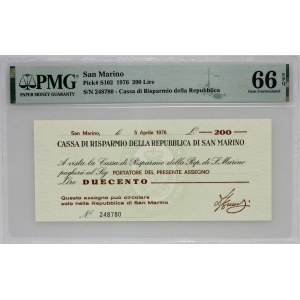 PMG
PAPER MONEY GUARANTY
San Marino
Pick# S102 1976 200 Lire
S/N 248780 - Cassa di Risparmio della Repubblica
66 EPQ
Gem Uncirculated
San Marino, li 5 Aprile 1976 L. 200
CASSA DI RISPARMIO DELLA REPUBBLICA DI SAN MARINO
A vista la Cassa di Risparmio della Rep. di S. Marino
pagherà al Sig. PORTATORE DEL PRESENTE ASSEGNO
Lire DUECENTO
Questo assegno può circolare
solo nella Repubblica di San Marino
N° 248780